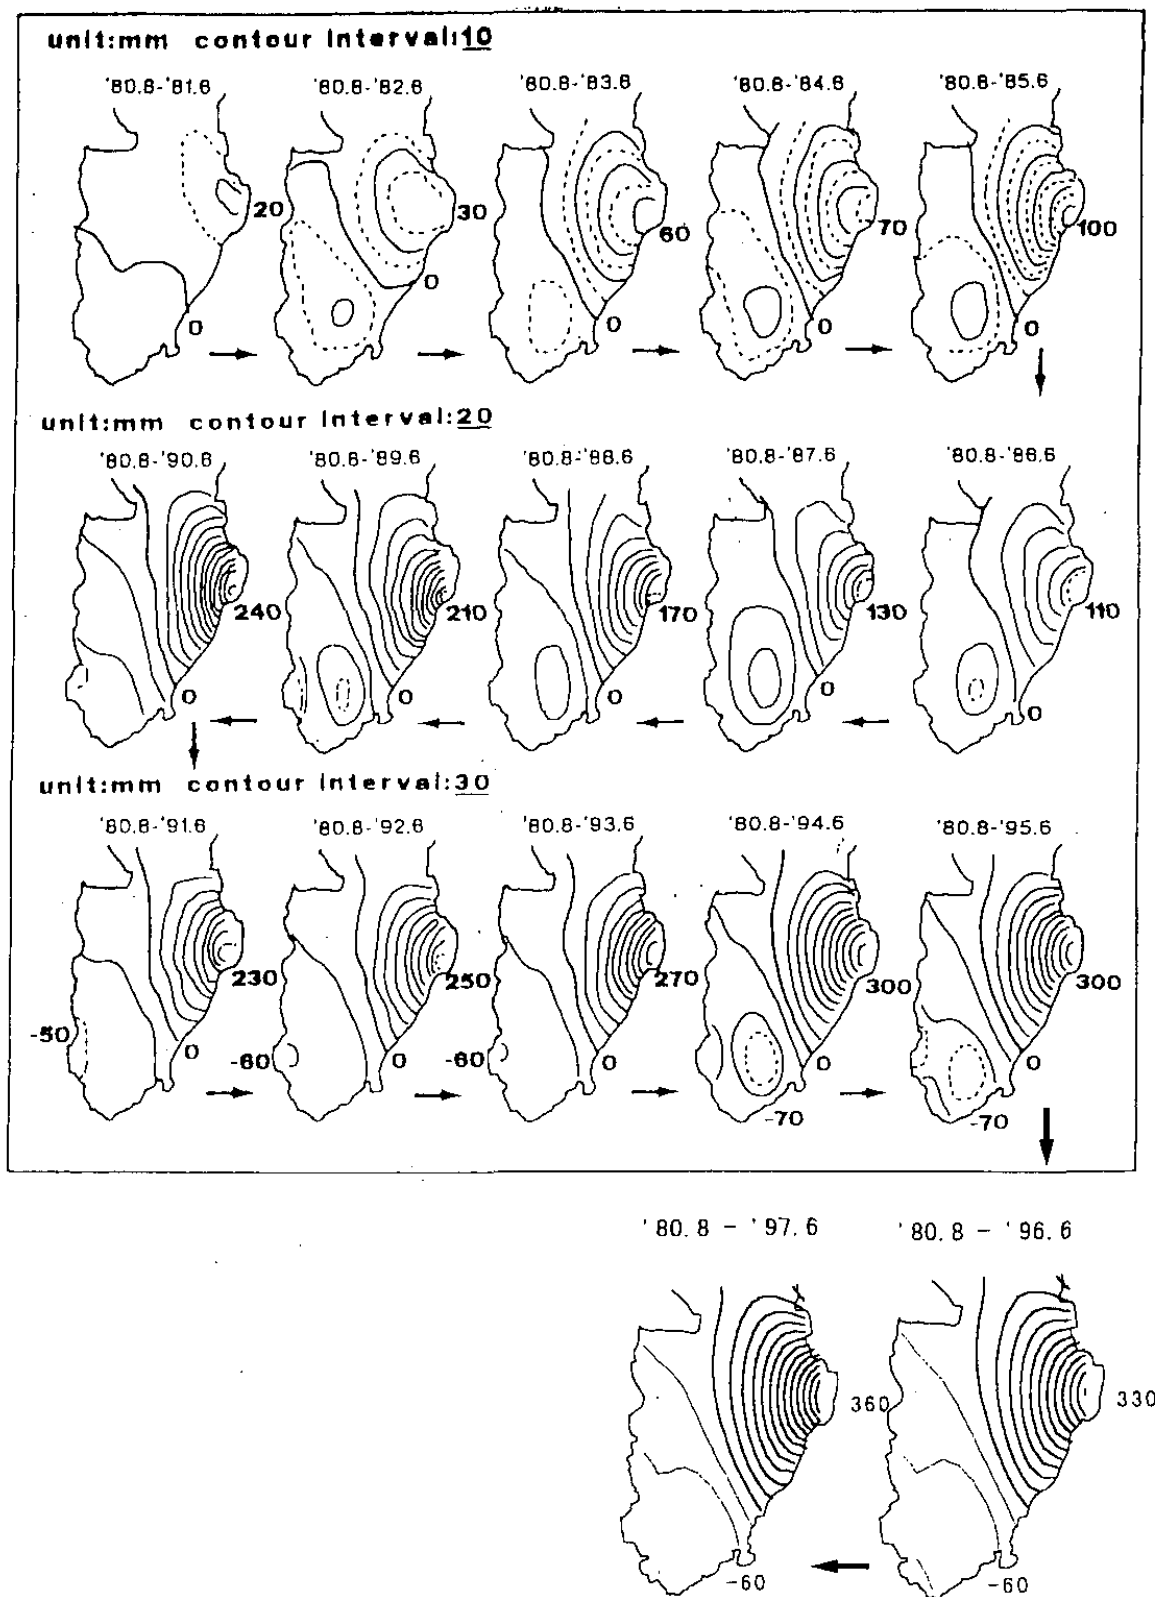 unit:mm contour interval:10
'80.8-'81.6 '80.8-'82.6 '80.8-'83.6 '80.8-'84.6 '80.8-'85.6
20 30 60 70 100
0 0 0 0 0
unit:mm contour interval:20
'80.8-'90.6 '80.8-'89.6 '80.8-'88.6 '80.8-'87.6 '80.8-'86.6
240 210 170 130 110
0 0 0 0 0
unit:mm contour interval:30
'80.8-'91.6 '80.8-'92.6 '80.8-'93.6 '80.8-'94.6 '80.8-'95.6
230 250 270 300 300
-50 0 -60 0 -60 0 0 0
-70 -70
'80.8 - '97.6 '80.8 - '96.6
360 330
-60 -60